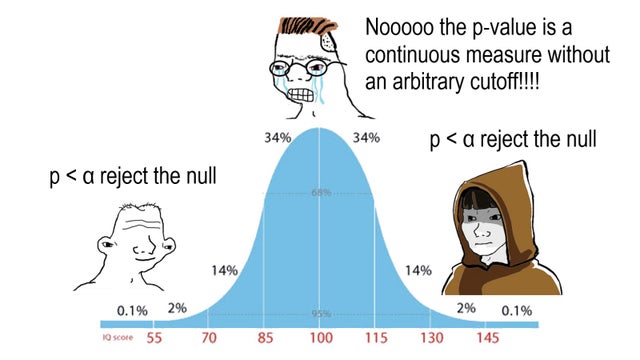 Nooooo the p-value is a
continuous measure without
an arbitrary cutoff!!!!
34%
34%
p < α reject the null
p < α reject the null
68%
14%
14%
0.1%
2%
95%
2%
0.1%
IQ score
55
70
85
100
115
130
145